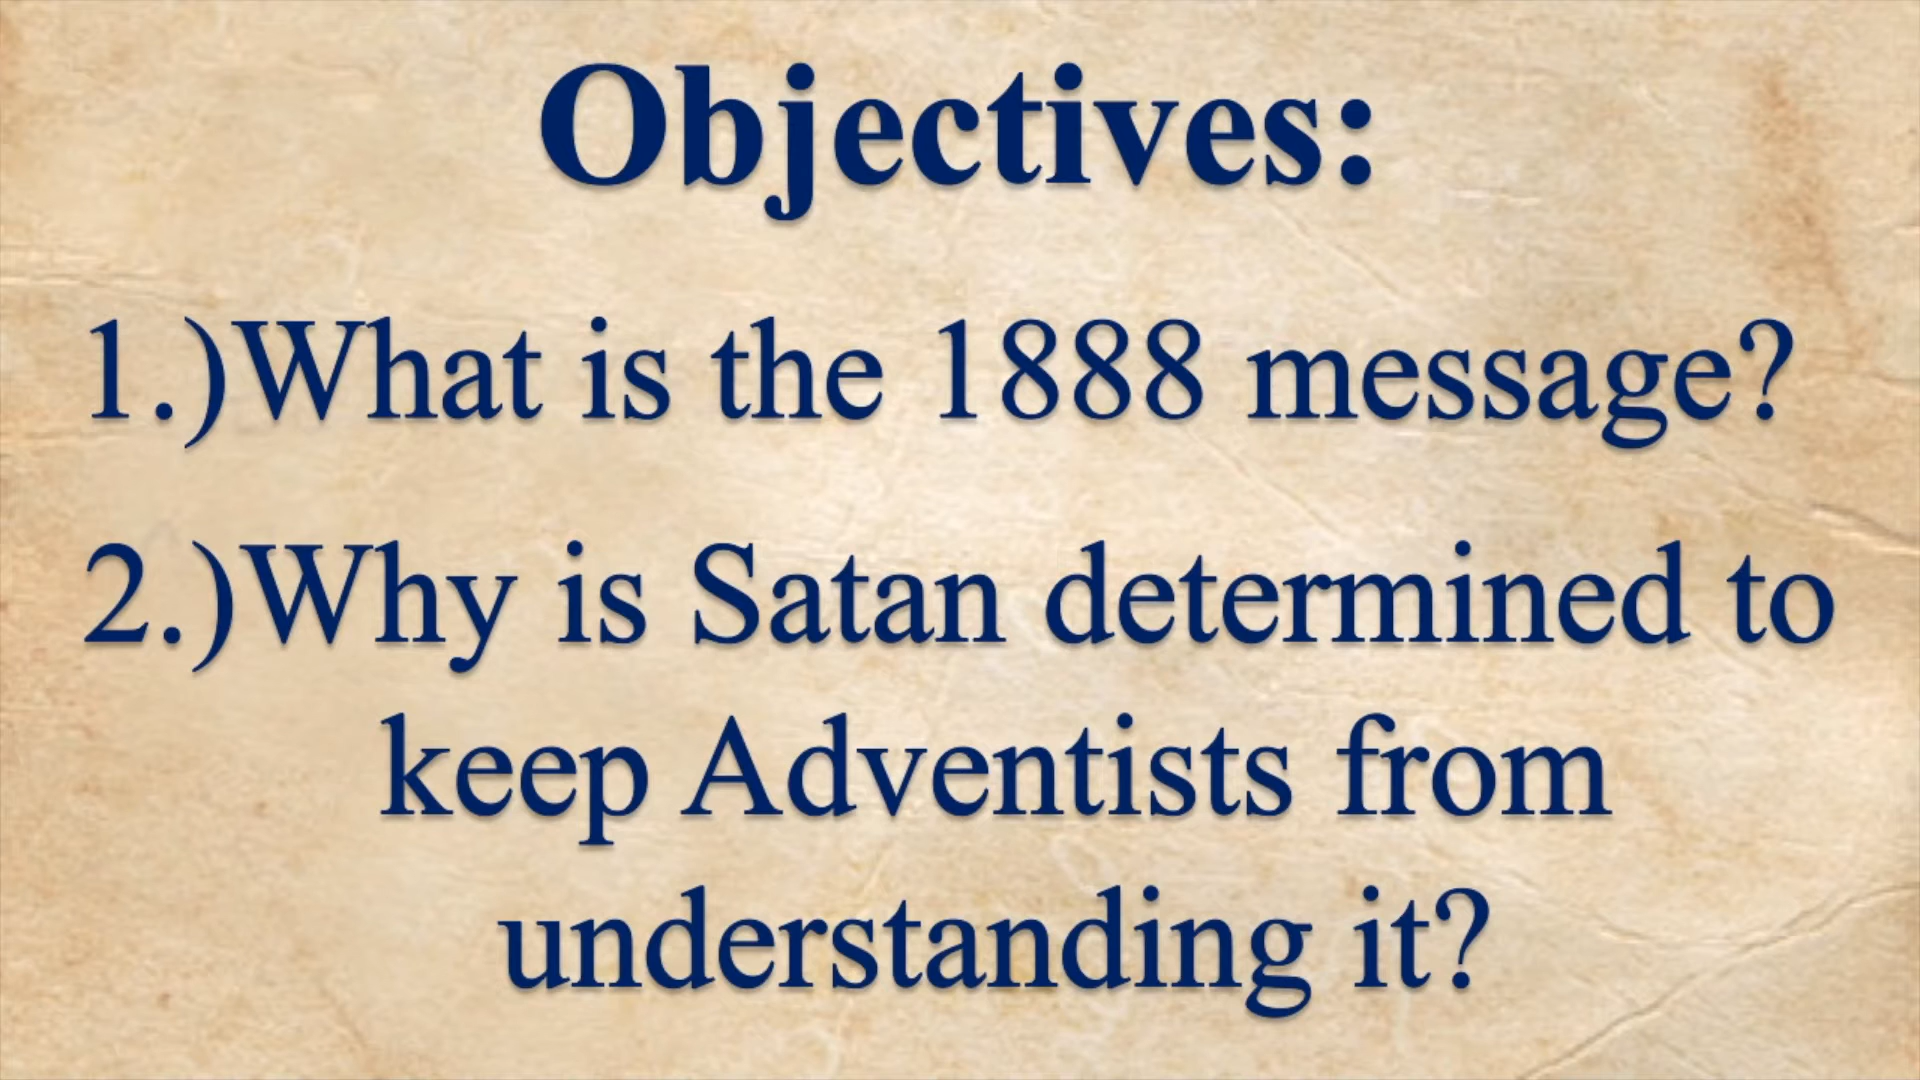 Objectives:
1.)What is the 1888 message?
2.)Why is Satan determined to
keep Adventists from
understanding it?